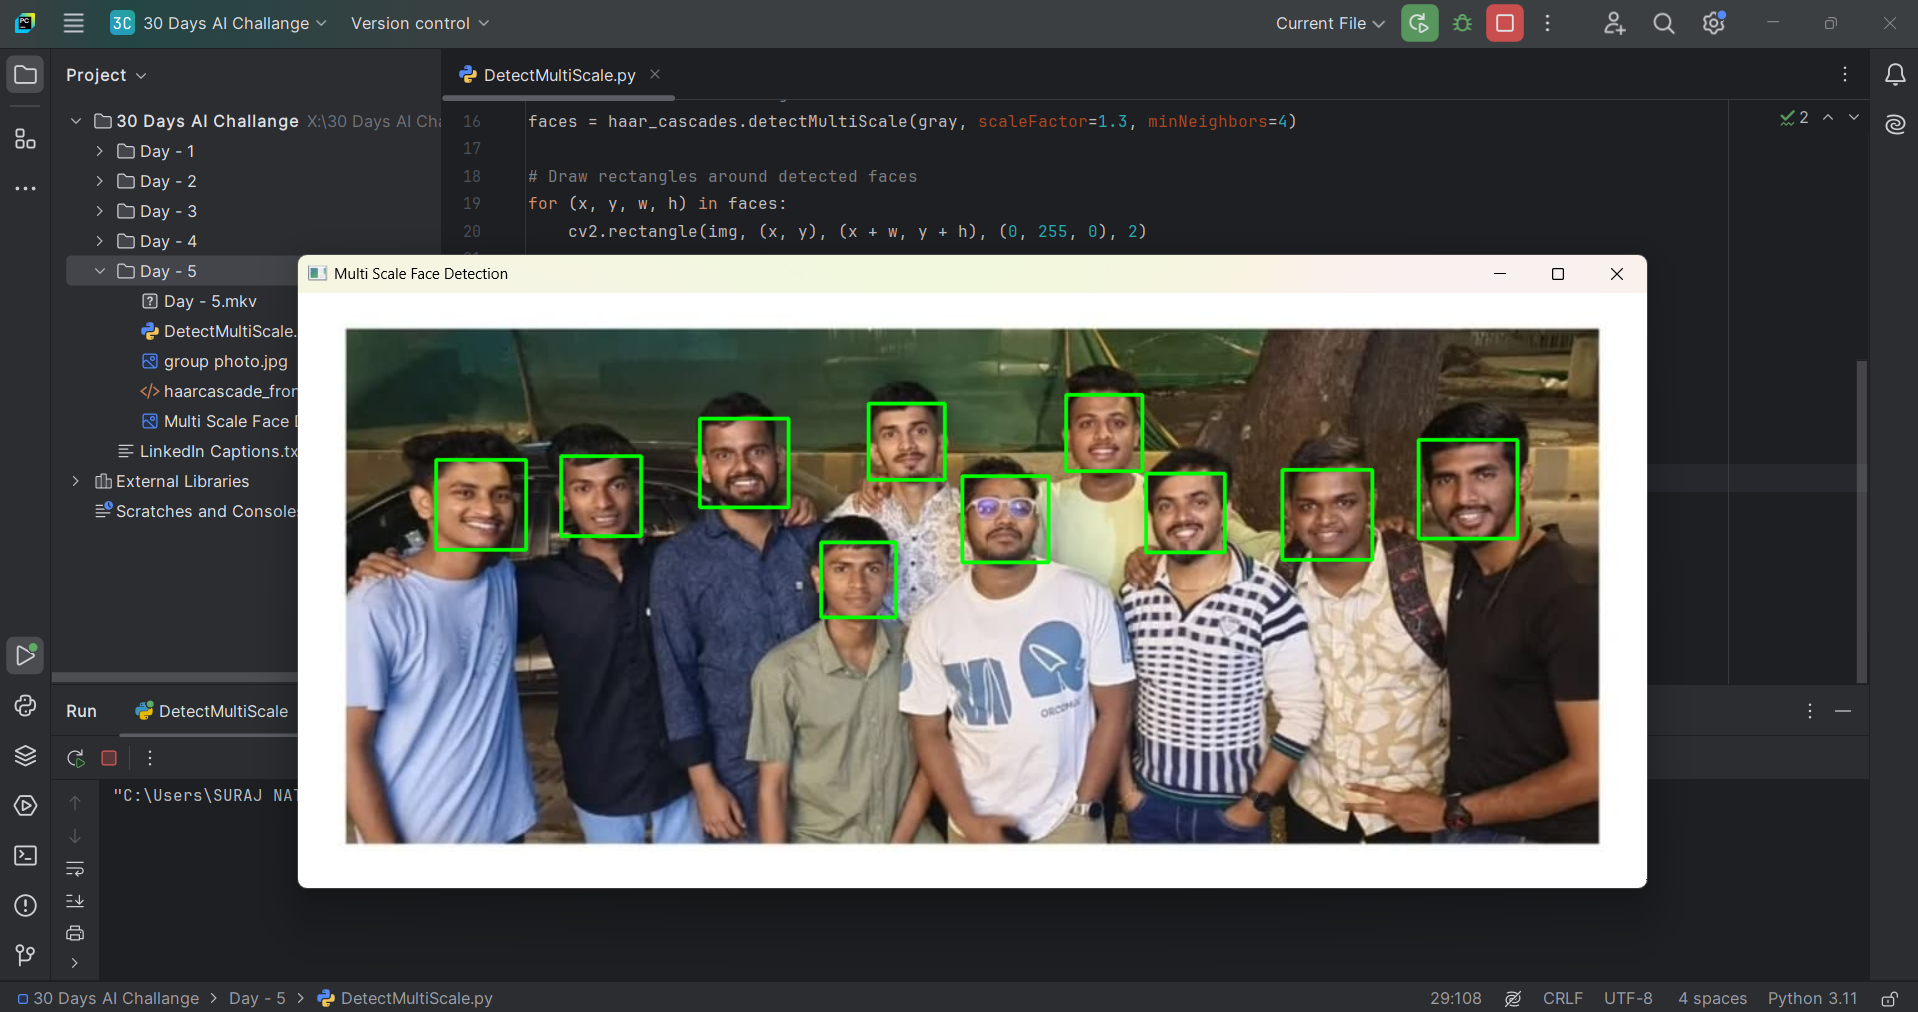 3C 30 Days AI Challange Version control Current File
Project
DetectMultiScale.py
30 Days AI Challange X:\30 Days AI Cha
Day - 1
Day - 2
Day - 3
Day - 4
Day - 5
Day - 5.mkv
DetectMultiScale.
group photo.jpg
haarcascade_fron
Multi Scale Face D
LinkedIn Captions.tx
External Libraries
Scratches and Console
16 faces = haar_cascades.detectMultiScale(gray, scaleFactor=1.3, minNeighbors=4)
17
18 # Draw rectangles around detected faces
19 for (x, y, w, h) in faces:
20 cv2.rectangle(img, (x, y), (x + w, y + h), (0, 255, 0), 2)
2
Multi Scale Face Detection
Run DetectMultiScale
"C:\Users\SURAJ NAT
30 Days AI Challange > Day - 5 > DetectMultiScale.py
29:108 CRLF UTF-8 4 spaces Python 3.11